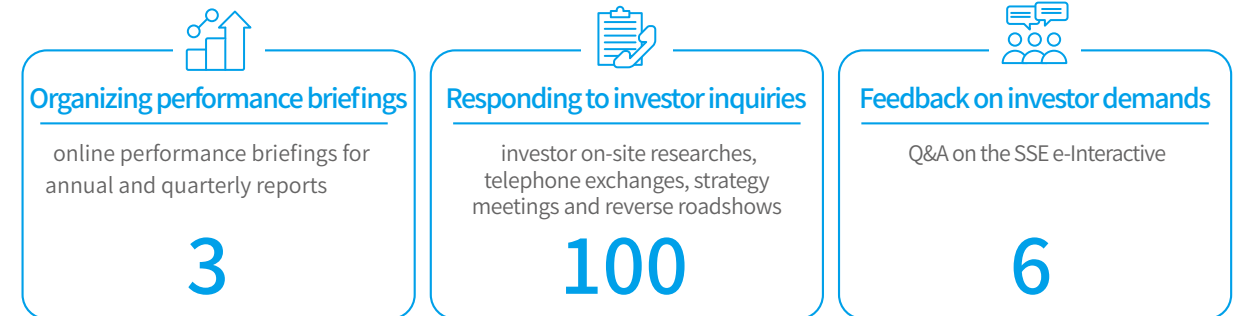 Organizing performance briefings
online performance briefings for
annual and quarterly reports
3
Responding to investor inquiries
investor on-site researches,
telephone exchanges, strategy
meetings and reverse roadshows
100
Feedback on investor demands
Q&A on the SSE e-Interactive
6